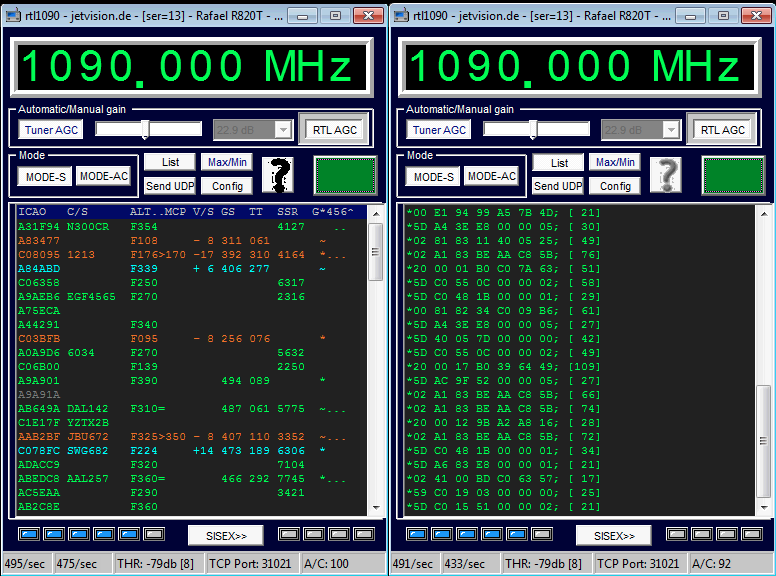 rtl1090 - jetvision.de - [ser=13] - Rafael R820T - ...
1090.000 MHz
Automatic/Manual gain
Tuner AGC 22.9 dB RTL AGC
Mode
MODE-S MODE-AC
List Max/Min
Send UDP Config
?
ICAO C/S ALT..MCP V/S GS TT SSR G*456~
A31F94 N300CR F354 4127 ..
A83477 F108 - 8 311 061 ~
C08095 1213 F176>170 -17 392 310 4164 *...
A84ABD F339 + 6 406 277 ~
C06358 F250 6317
A9AEB6 EGF4565 F270 2316
A75ECA
A44291 F340
C03BFB F095 - 8 256 076 *
A0A9D6 6034 F270 5632
C06B00 F139 2250
A9A901 F390 494 089 *
A9A91A
AB649A DAL142 F310= 487 061 5775 ~...
C1E17F YZTX2B
AAB2BF JBU672 F325>350 - 8 407 110 3352 ~...
C078FC SWG682 F224 +14 473 189 6306 *
ADACC9 F320 7104
ABEDC8 AAL257 F360= 466 292 7745 *...
AC5EAA F290 3421
AB2C8E F360
SISEX>>
495/sec 475/sec THR: -79db [8] TCP Port: 31021 A/C: 100
rtl1090 - jetvision.de - [ser=13] - Rafael R820T - ...
1090.000 MHz
Automatic/Manual gain
Tuner AGC 22.9 dB RTL AGC
Mode
MODE-S MODE-AC
List Max/Min
Send UDP Config
?
*00 E1 94 99 A5 7B 4D; [ 21]
*5D A4 3E E8 00 00 05; [ 30]
*02 81 83 11 40 05 25; [ 49]
*02 A1 83 BE AA C8 5B; [ 76]
*20 00 01 B0 C0 7A 63; [ 51]
*5D C0 55 0C 00 00 02; [ 58]
*5D C0 48 1B 00 00 01; [ 29]
*00 81 82 34 C0 09 B6; [ 61]
*5D A4 3E E8 00 00 05; [ 27]
*5D 40 05 7D 00 00 00; [ 42]
*5D C0 55 0C 00 00 02; [ 49]
*20 00 17 B0 39 64 49; [109]
*5D AC 9F 52 00 00 05; [ 27]
*02 A1 83 BE AA C8 5B; [ 66]
*02 A1 83 BE AA C8 5B; [ 74]
*20 00 12 9B A2 A8 16; [ 28]
*02 A1 83 BE AA C8 5B; [ 72]
*5D C0 48 1B 00 00 01; [ 34]
*5D A6 83 E8 00 00 01; [ 21]
*02 41 00 BD C0 63 57; [ 17]
*59 C0 19 03 00 00 00; [ 25]
*5D C0 15 51 00 00 02; [ 21]
SISEX>>
491/sec 433/sec THR: -79db [8] TCP Port: 31021 A/C: 92